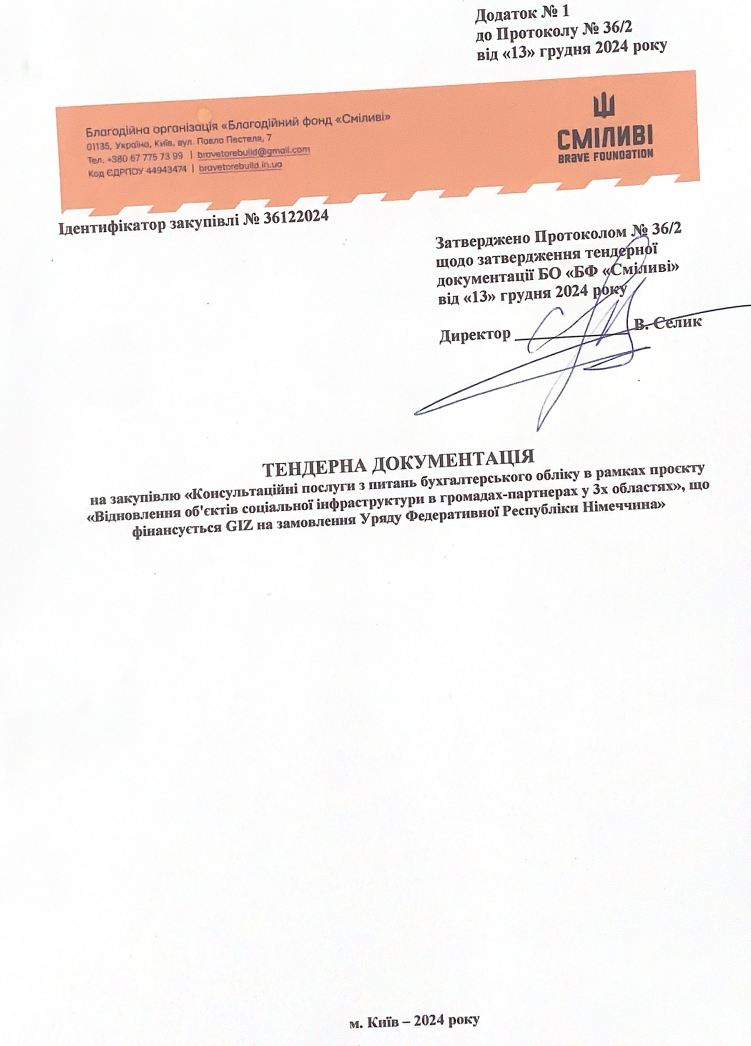 Додаток № 1
до Протоколу № 36/2
від «13» грудня 2024 року
Благодійна організація «Благодійний фонд «Сміливі»
01135, Україна, Київ, вул. Павла Пестеля, 7
Тел. +380 67 775 73 99 | bravetorebuild@gmail.com
Код ЄДРПОУ 44943474 | bravetorebuild.in.ua
СМІЛИВІ
BRAVE FOUNDATION
Ідентифікатор закупівлі № 36122024
Затверджено Протоколом № 36/2
щодо затвердження тендерної
документації БО «БФ «Сміливі»
від «13» грудня 2024 року
Директор ______________ В. Селик
ТЕНДЕРНА ДОКУМЕНТАЦІЯ
на закупівлю «Консультаційні послуги з питань бухгалтерського обліку в рамках проєкту
«Відновлення об'єктів соціальної інфраструктури в громадах-партнерах у 3х областях», що
фінансується GIZ на замовлення Уряду Федеративної Республіки Німеччина»
м. Київ – 2024 року